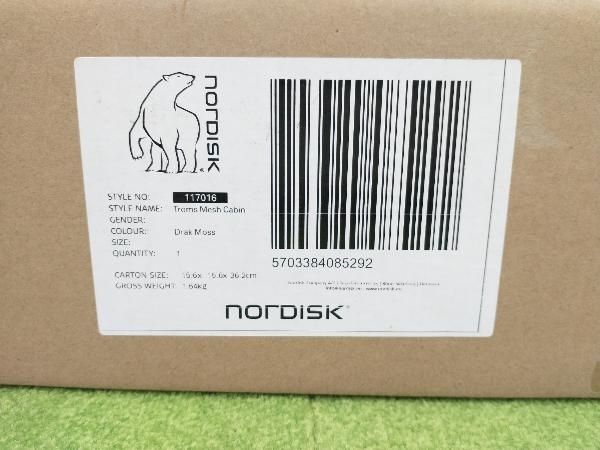 nordisk
STYLE NO: 117016
STYLE NAME: Troms Mesh Cabin
GENDER:
COLOUR: Drak Moss
SIZE:
QUANTITY: 1
CARTON SIZE: 15.6x 15.6x 36.2cm
GROSS WEIGHT: 1.64kg
5703384085292
nordisk